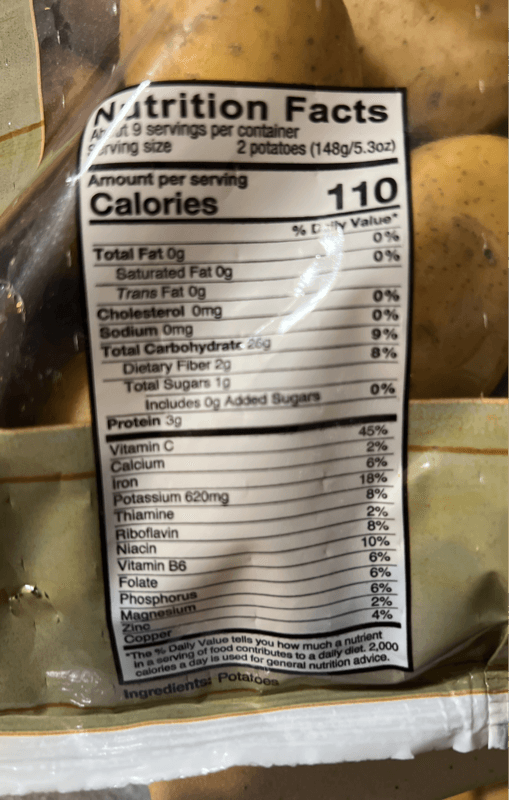 Nutrition Facts
About 9 servings per container
Serving size 2 potatoes (148g/5.3oz)
Amount per serving
Calories 110
% Daily Value*
Total Fat 0g 0%
Saturated Fat 0g 0%
Trans Fat 0g
Cholesterol 0mg 0%
Sodium 0mg 0%
Total Carbohydrate 26g 9%
Dietary Fiber 2g 8%
Total Sugars 1g
Includes 0g Added Sugars 0%
Protein 3g
Vitamin C 45%
Calcium 2%
Iron 6%
Potassium 620mg 18%
Thiamine 8%
Riboflavin 2%
Niacin 8%
Vitamin B6 10%
Folate 6%
Phosphorus 6%
Magnesium 6%
Zinc 2%
Copper 4%
*The % Daily Value tells you how much a nutrient
in a serving of food contributes to a daily diet. 2,000
calories a day is used for general nutrition advice.
Ingredients: Potatoes